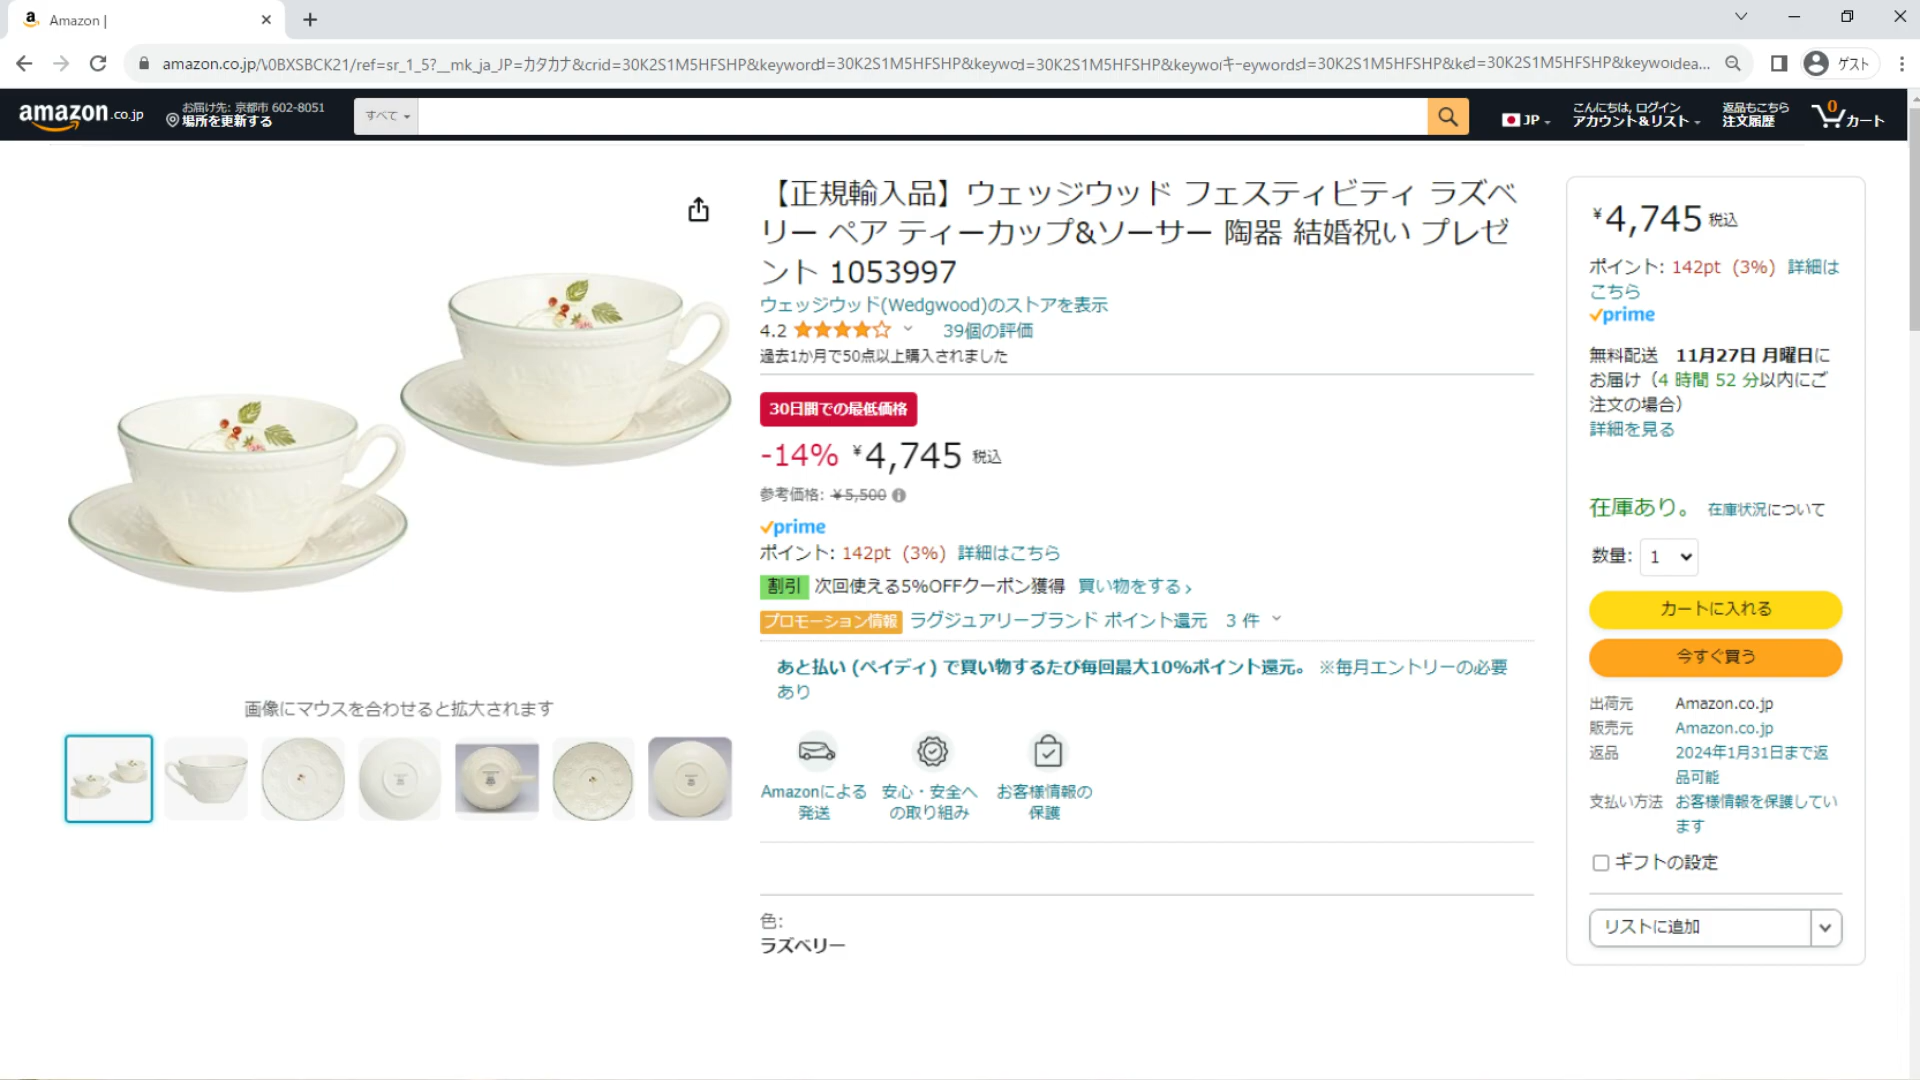 Amazon |
amazon.co.jp/\0BXSBCK21/ref=sr_1_5?__mk_ja_JP=カタカナ&crid=30K2S1M5HFSHP&keyword
ゲスト
amazon.co.jp
お届け先: 京都市 602-8051
場所を更新する
すべて
JP
こんにちは, ログイン
アカウント&リスト
返品もこちら
注文履歴
0
カート
【正規輸入品】ウェッジウッド フェスティビティ ラズベ
リー ペア ティーカップ&ソーサー 陶器 結婚祝い プレゼ
ント 1053997
ウェッジウッド(Wedgwood)のストアを表示
4.2 39個の評価
過去1か月で50点以上購入されました
30日間での最低価格
-14% ¥4,745 税込
参考価格: ¥5,500
prime
ポイント: 142pt (3%) 詳細はこちら
割引 次回使える5%OFFクーポン獲得 買い物をする ›
プロモーション情報 ラグジュアリーブランド ポイント還元 3 件
あと払い (ペイディ) で買い物するたび毎回最大10%ポイント還元。 ※毎月エントリーの必要
あり
Amazonによる
発送
安心・安全へ
の取り組み
お客様情報の
保護
色:
ラズベリー
画像にマウスを合わせると拡大されます
¥4,745 税込
ポイント: 142pt (3%) 詳細は
こちら
prime
無料配送 11月27日 月曜日に
お届け（4 時間 52 分以内にご
注文の場合）
詳細を見る
在庫あり。 在庫状況について
数量: 1
カートに入れる
今すぐ買う
出荷元 Amazon.co.jp
販売元 Amazon.co.jp
返品 2024年1月31日まで返
品可能
支払い方法 お客様情報を保護してい
ます
ギフトの設定
リストに追加